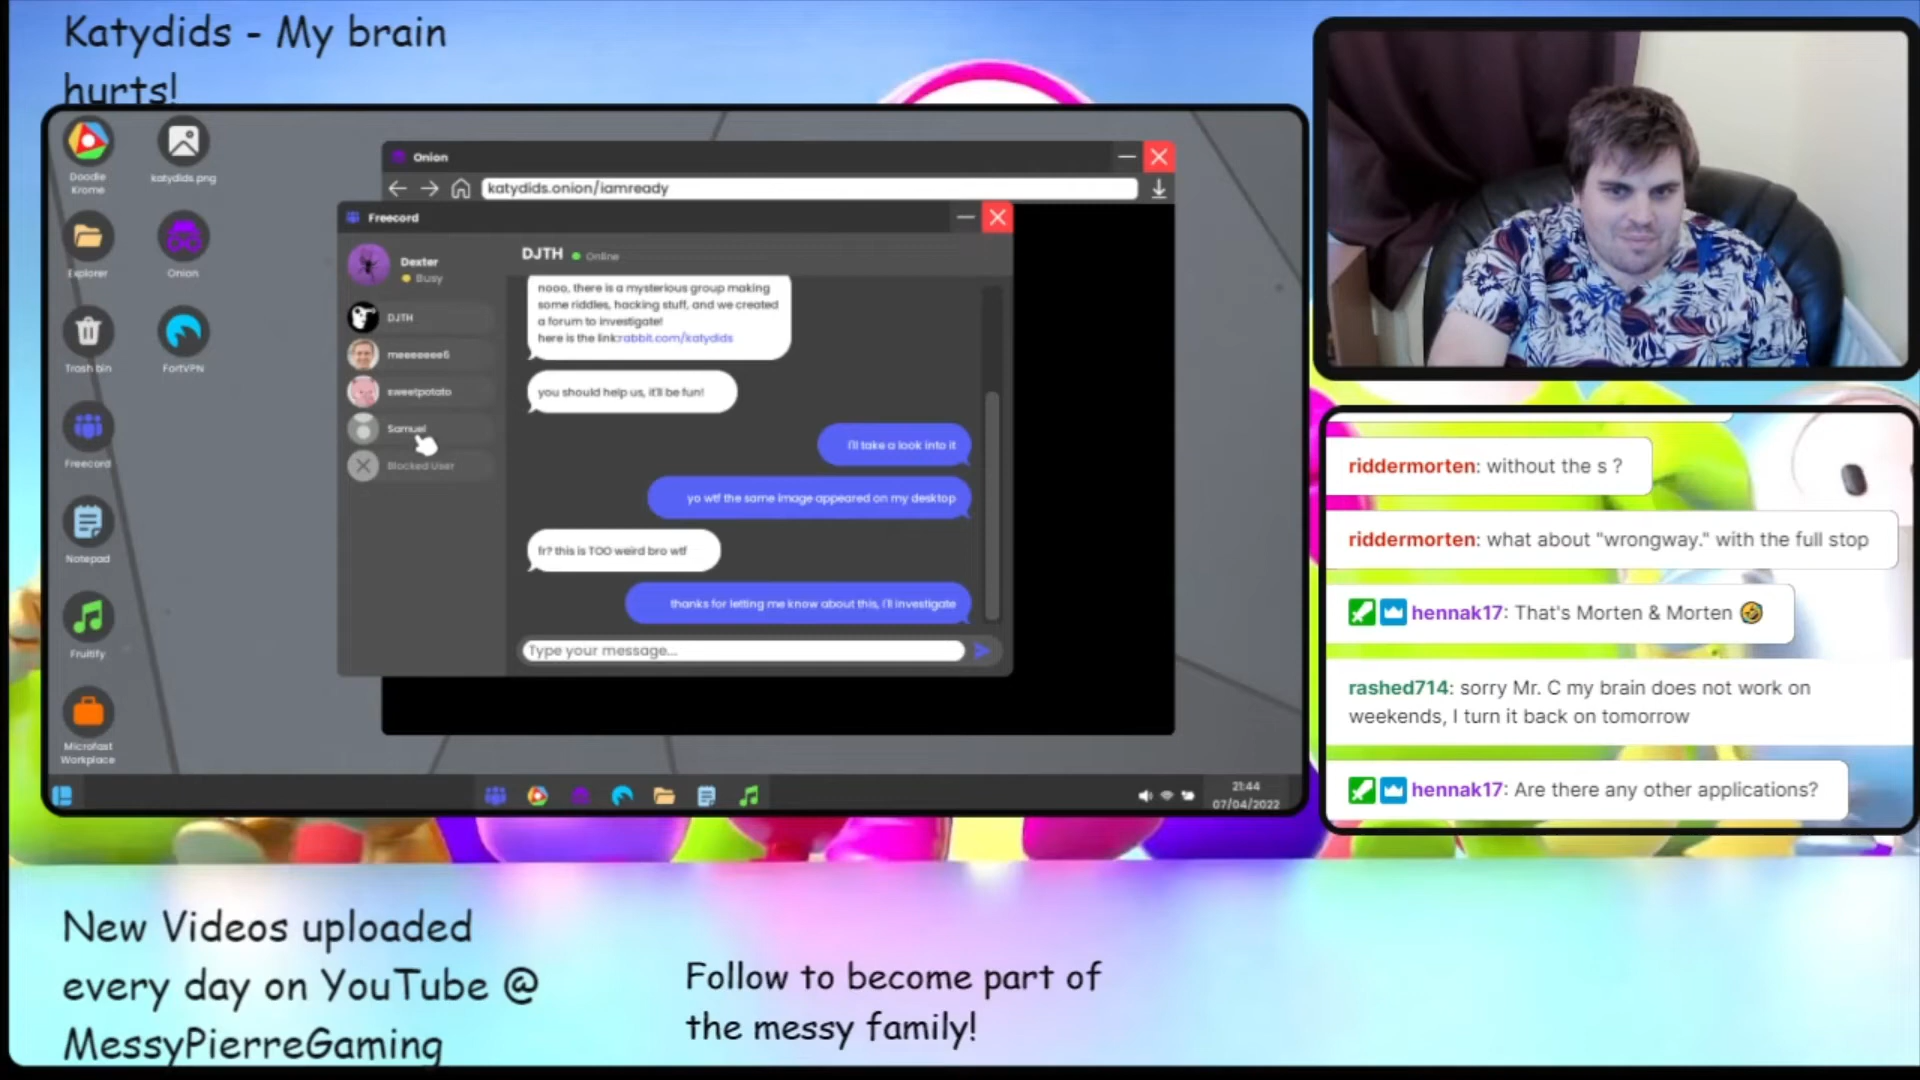 Katydids - My brain
hurts!
Doodle
Krome
katydids.png
Explorer
Onion
Trash bin
FortVPN
Freecord
Notepad
Fruitify
Microfast
Workplace
Onion
katydids.onion/iamready
Freecord
Dexter
Busy
DJTH
meeeeeee6
sweetpotato
Samuel
Blocked User
DJTH
Online
nooo, there is a mysterious group making
some riddles, hacking stuff, and we created
a forum to investigate!
here is the link:rabbit.com/katydids
you should help us, it'll be fun!
I'll take a look into it
yo wtf the same image appeared on my desktop
fr? this is TOO weird bro wtf
thanks for letting me know about this, I'll investigate
Type your message...
21:44
07/04/2022
riddermorten: without the s ?
riddermorten: what about "wrongway." with the full stop
hennak17: That's Morten & Morten 🤣
rashed714: sorry Mr. C my brain does not work on
weekends, I turn it back on tomorrow
hennak17: Are there any other applications?
New Videos uploaded
every day on YouTube @
MessyPierreGaming
Follow to become part of
the messy family!